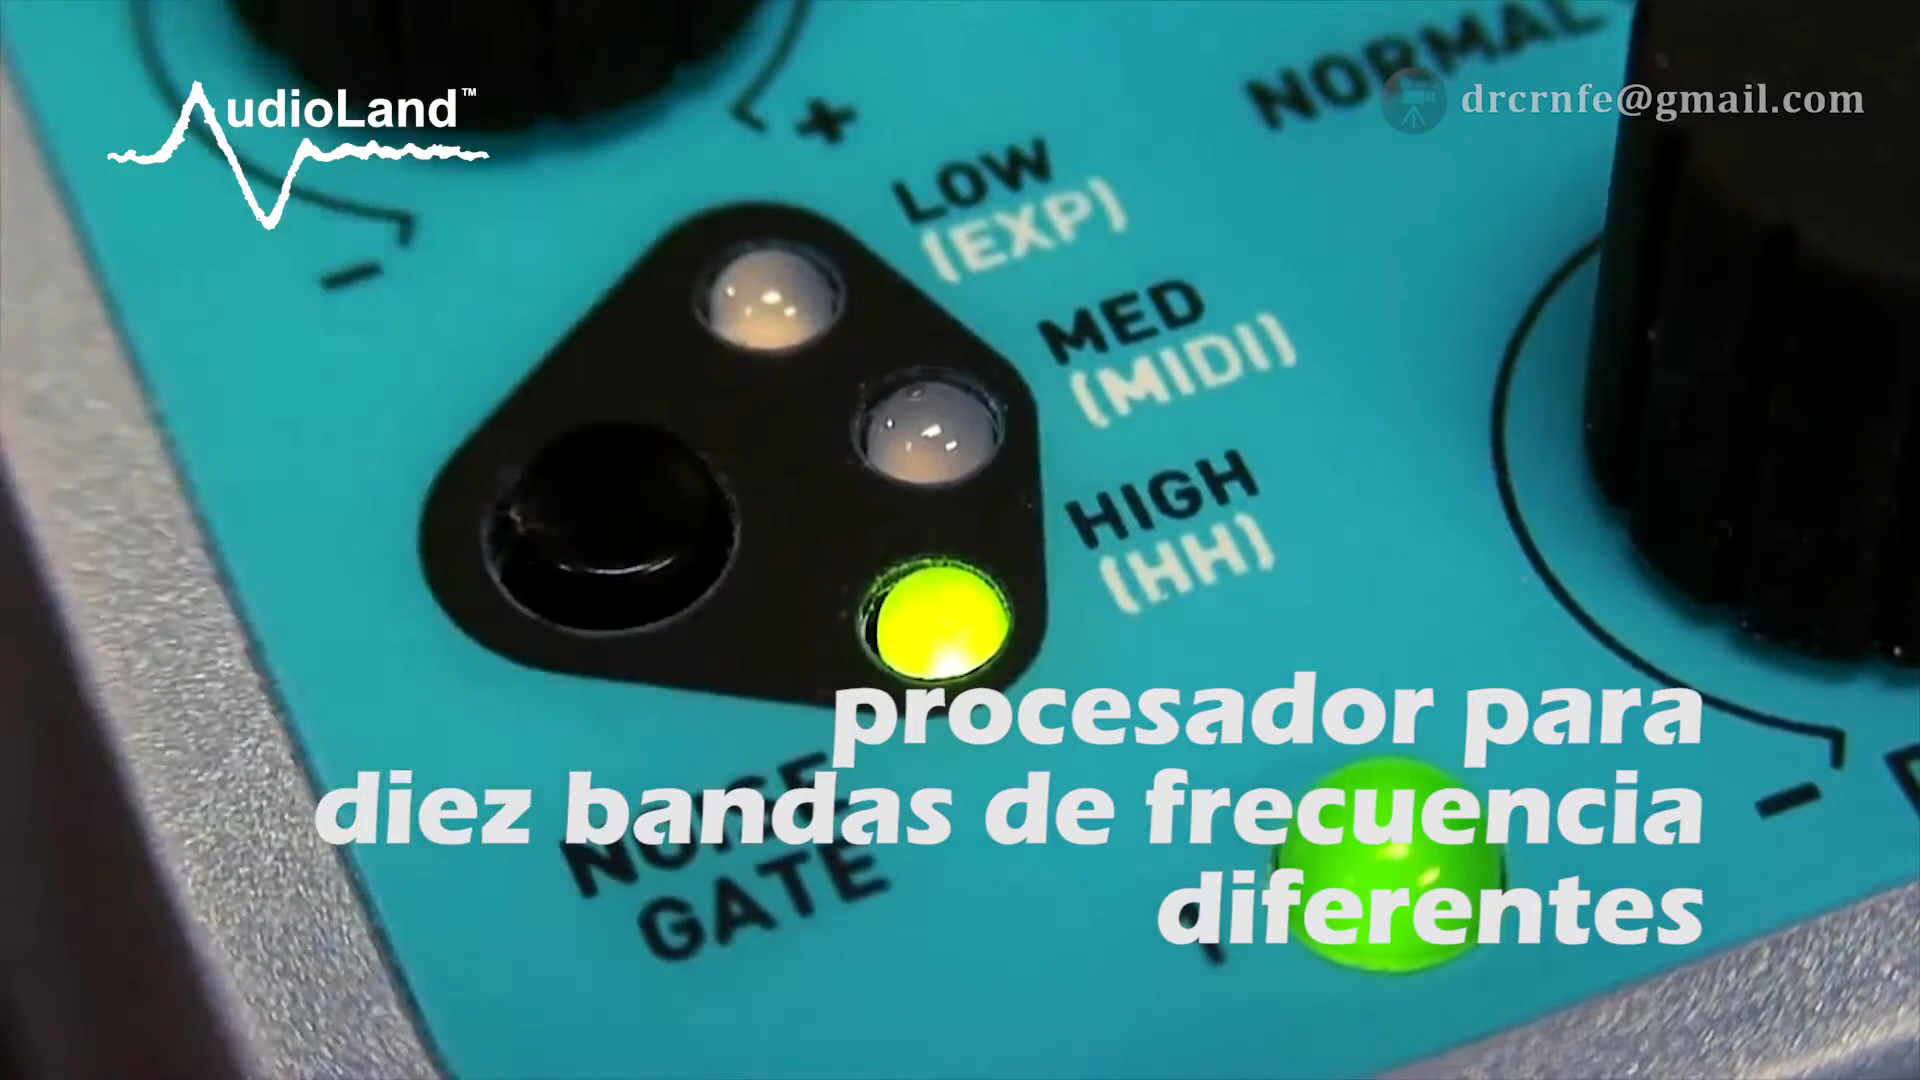 AudioLand™
NORMAL
drcrnfe@gmail.com
+
LOW
(EXP)
-
MED
(MIDI)
HIGH
(HH)
procesador para
diez bandas de frecuencia
diferentes
NOISE
GATE
-